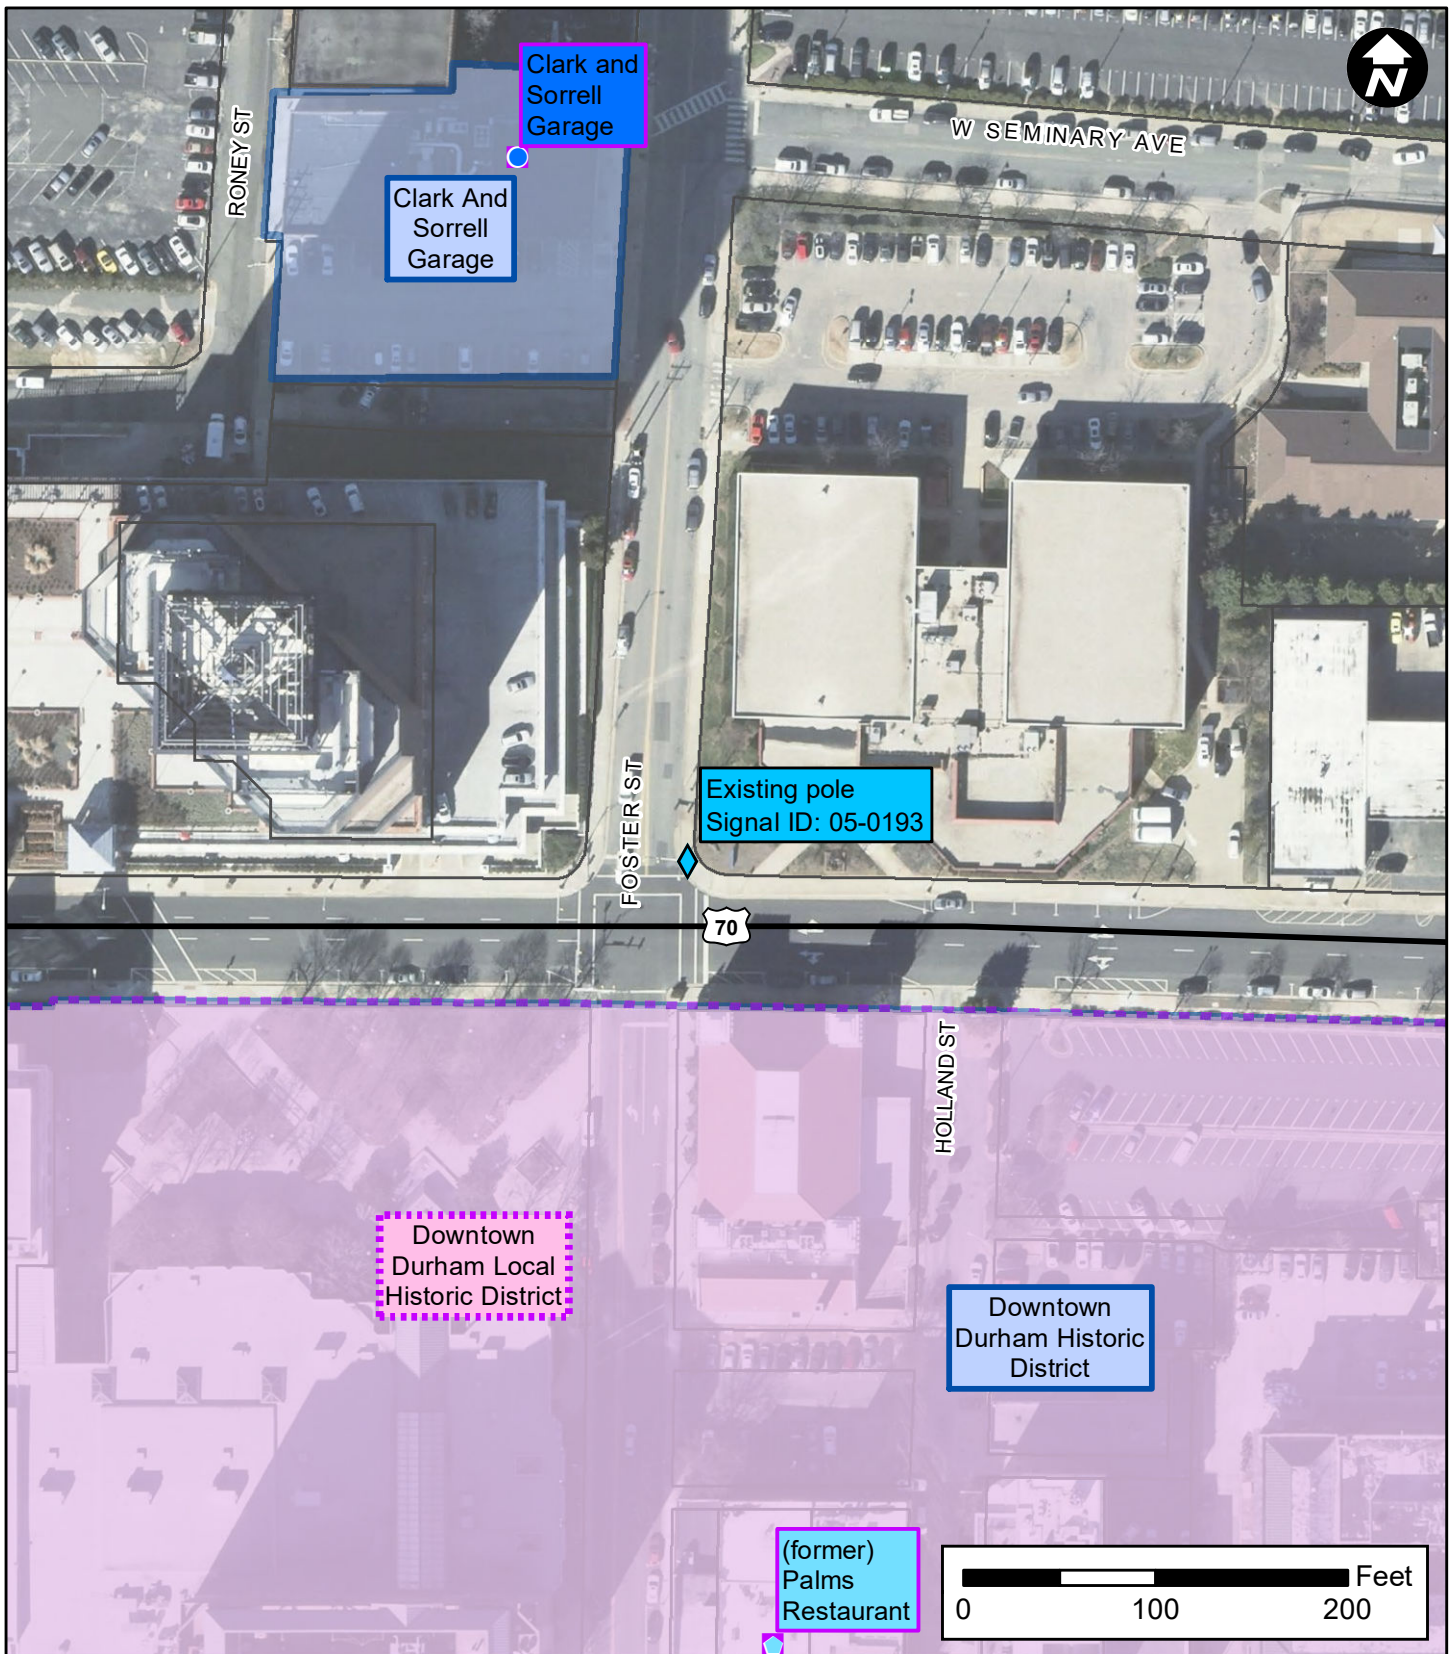 Clark and
Sorrell
Garage
N
RONEY ST
W SEMINARY AVE
Clark And
Sorrell
Garage
Existing pole
Signal ID: 05-0193
FOSTER ST
70
HOLLAND ST
Downtown
Durham Local
Historic District
Downtown
Durham Historic
District
(former)
Palms
Restaurant
Feet
0 100 200